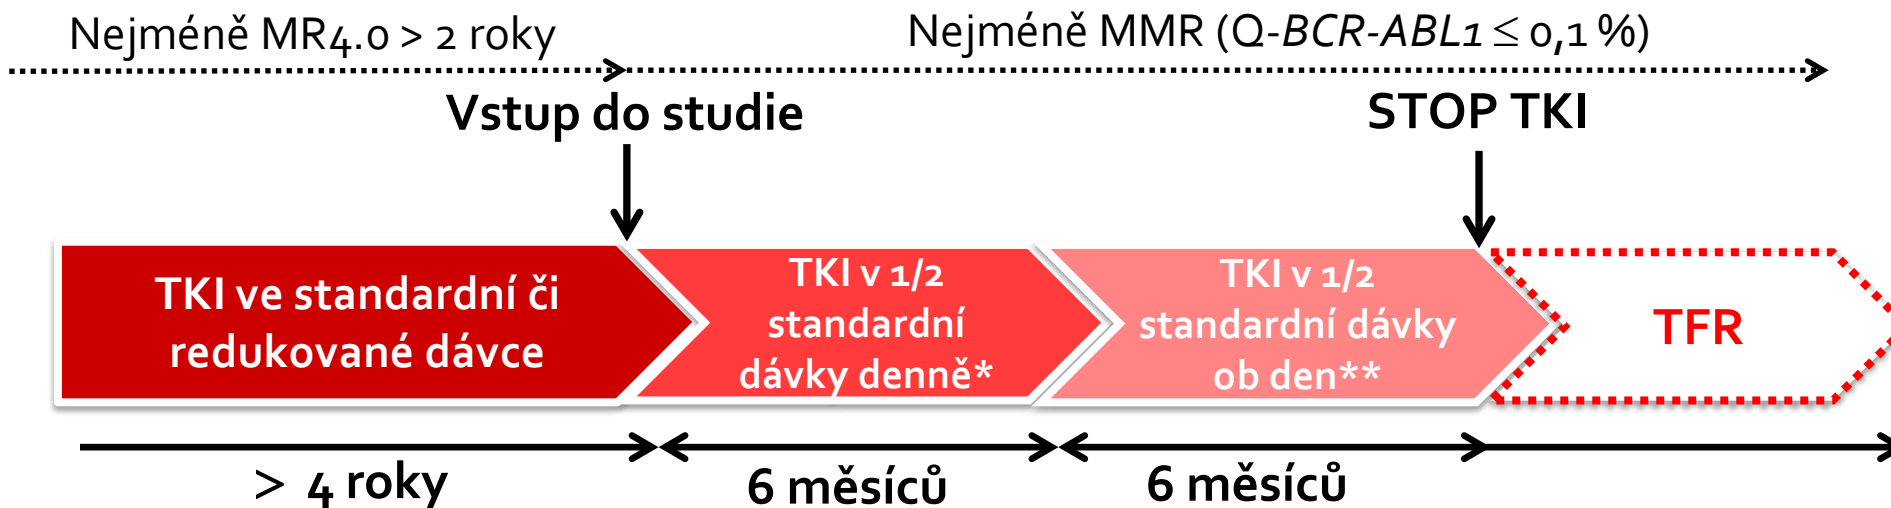 Nejméně MR4.0 > 2 roky
Nejméně MMR (Q-BCR-ABL1 ≤ 0,1 %)
Vstup do studie
STOP TKI
TKI ve standardní či
redukované dávce
TKI v 1/2
standardní
dávky denně*
TKI v 1/2
standardní dávky
ob den**
TFR
> 4 roky
6 měsíců
6 měsíců